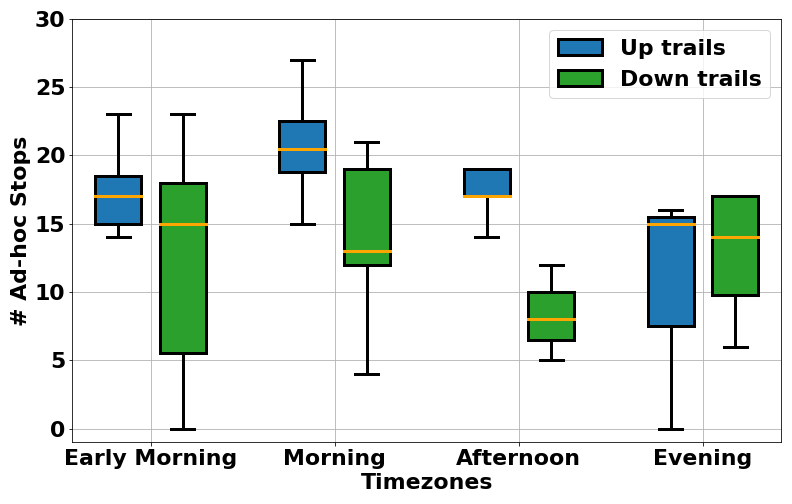 30
25
20
15
10
5
0
# Ad-hoc Stops
Up trails
Down trails
Early Morning Morning Afternoon Evening
Timezones